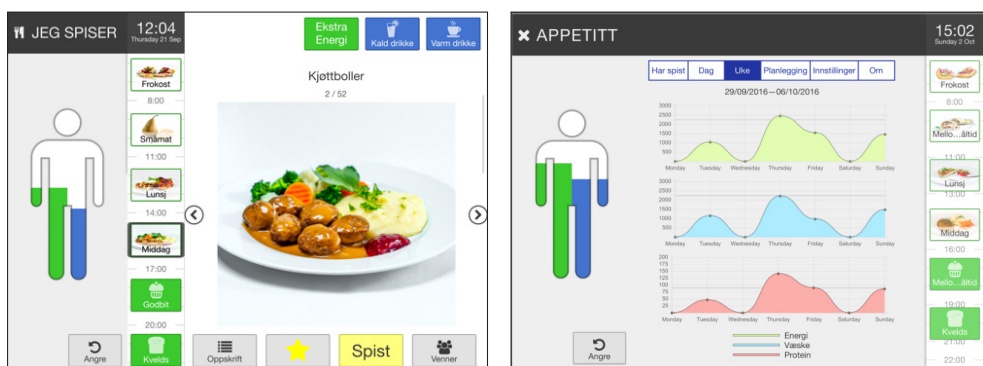 JEG SPISER
12:04
Thursday 21 Sep
Ekstra
Energi
Kald drikke
Varm drikke
Frokost
8:00
Småmat
11:00
Lunsj
14:00
Middag
17:00
Godbit
20:00
Kvelds
Kjøttboller
2 / 52
Angre
Oppskrift
Spist
Venner
APPETITT
15:02
Sunday 2 Oct
Har spist
Dag
Uke
Planlegging
Innstillinger
Om
29/09/2016—06/10/2016
3000
2500
2000
1500
1000
500
Monday Tuesday Wednesday Thursday Friday Saturday Sunday
3000
2500
2000
1500
1000
500
Monday Tuesday Wednesday Thursday Friday Saturday Sunday
200
175
150
125
100
75
50
25
Monday Tuesday Wednesday Thursday Friday Saturday Sunday
Energi
Væske
Protein
Angre
Frokost
8:00
Mello…åltid
11:00
Lunsj
13:00
Middag
16:00
Mello…åltid
19:00
Kvelds
21:00
22:00